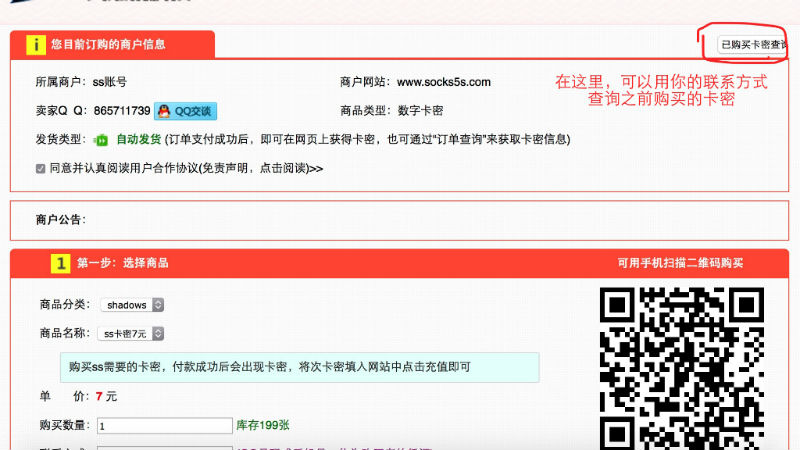 i 您目前订购的商户信息
已购买卡密查询
所属商户： ss账号
商户网站： www.socks5s.com
在这里，可以用你的联系方式
查询之前购买的卡密
卖家Q Q： 865711739 QQ交谈
商品类型： 数字卡密
发货类型： 自动发货 (订单支付成功后，即可在网页上获得卡密，也可通过"订单查询"来获取卡密信息)
同意并认真阅读用户合作协议(免责声明，点击阅读)>>
商户公告：
1 第一步：选择商品
可用手机扫描二维码购买
商品分类： shadows
商品名称： ss卡密7元
购买ss需要的卡密，付款成功后会出现卡密，将次卡密填入网站中点击充值即可
单 价： 7 元
购买数量： 1 库存199张